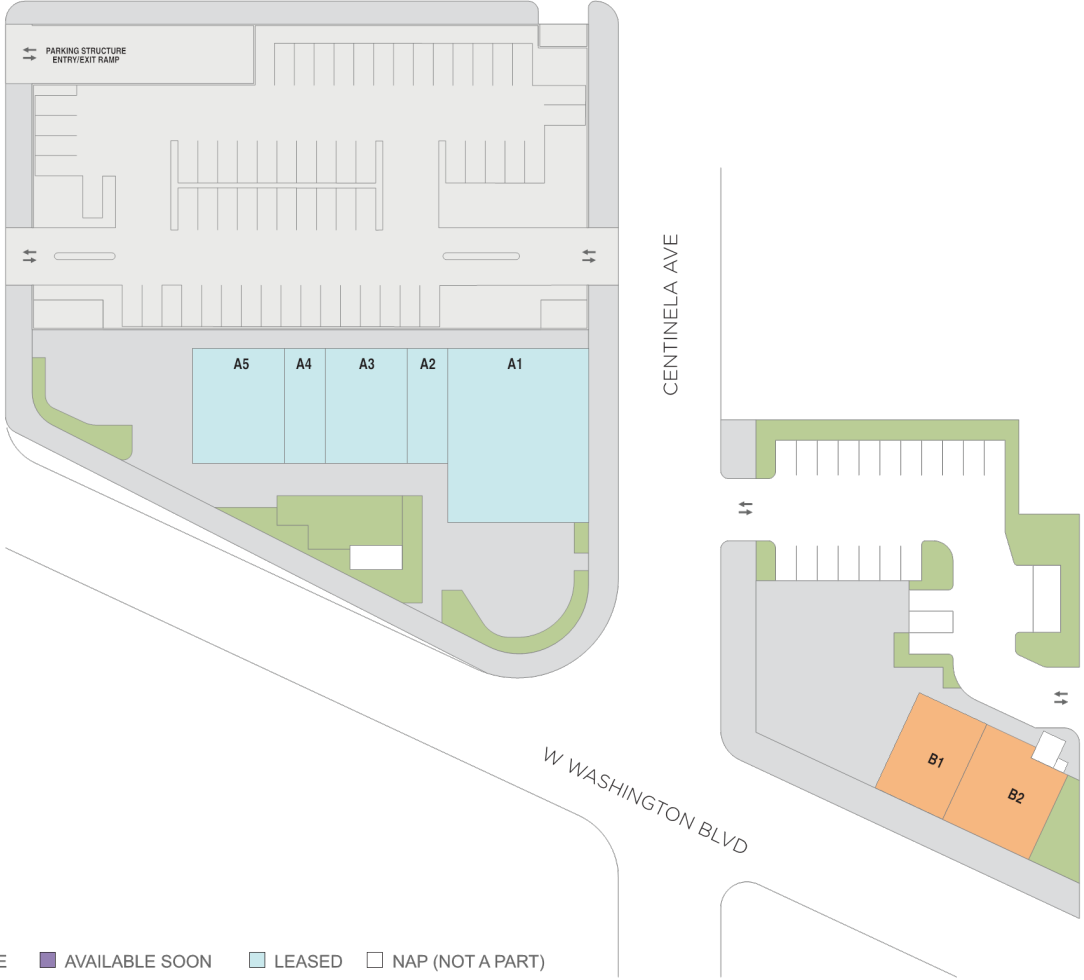 PARKING STRUCTURE
ENTRY/EXIT RAMP
CENTINELA AVE
A5
A4
A3
A2
A1
B1
B2
W WASHINGTON BLVD
E
AVAILABLE SOON
LEASED
NAP (NOT A PART)